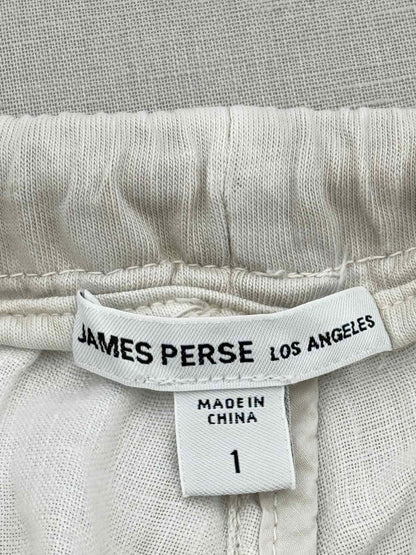 JAMES PERSE LOS ANGELES
MADE IN
CHINA
1